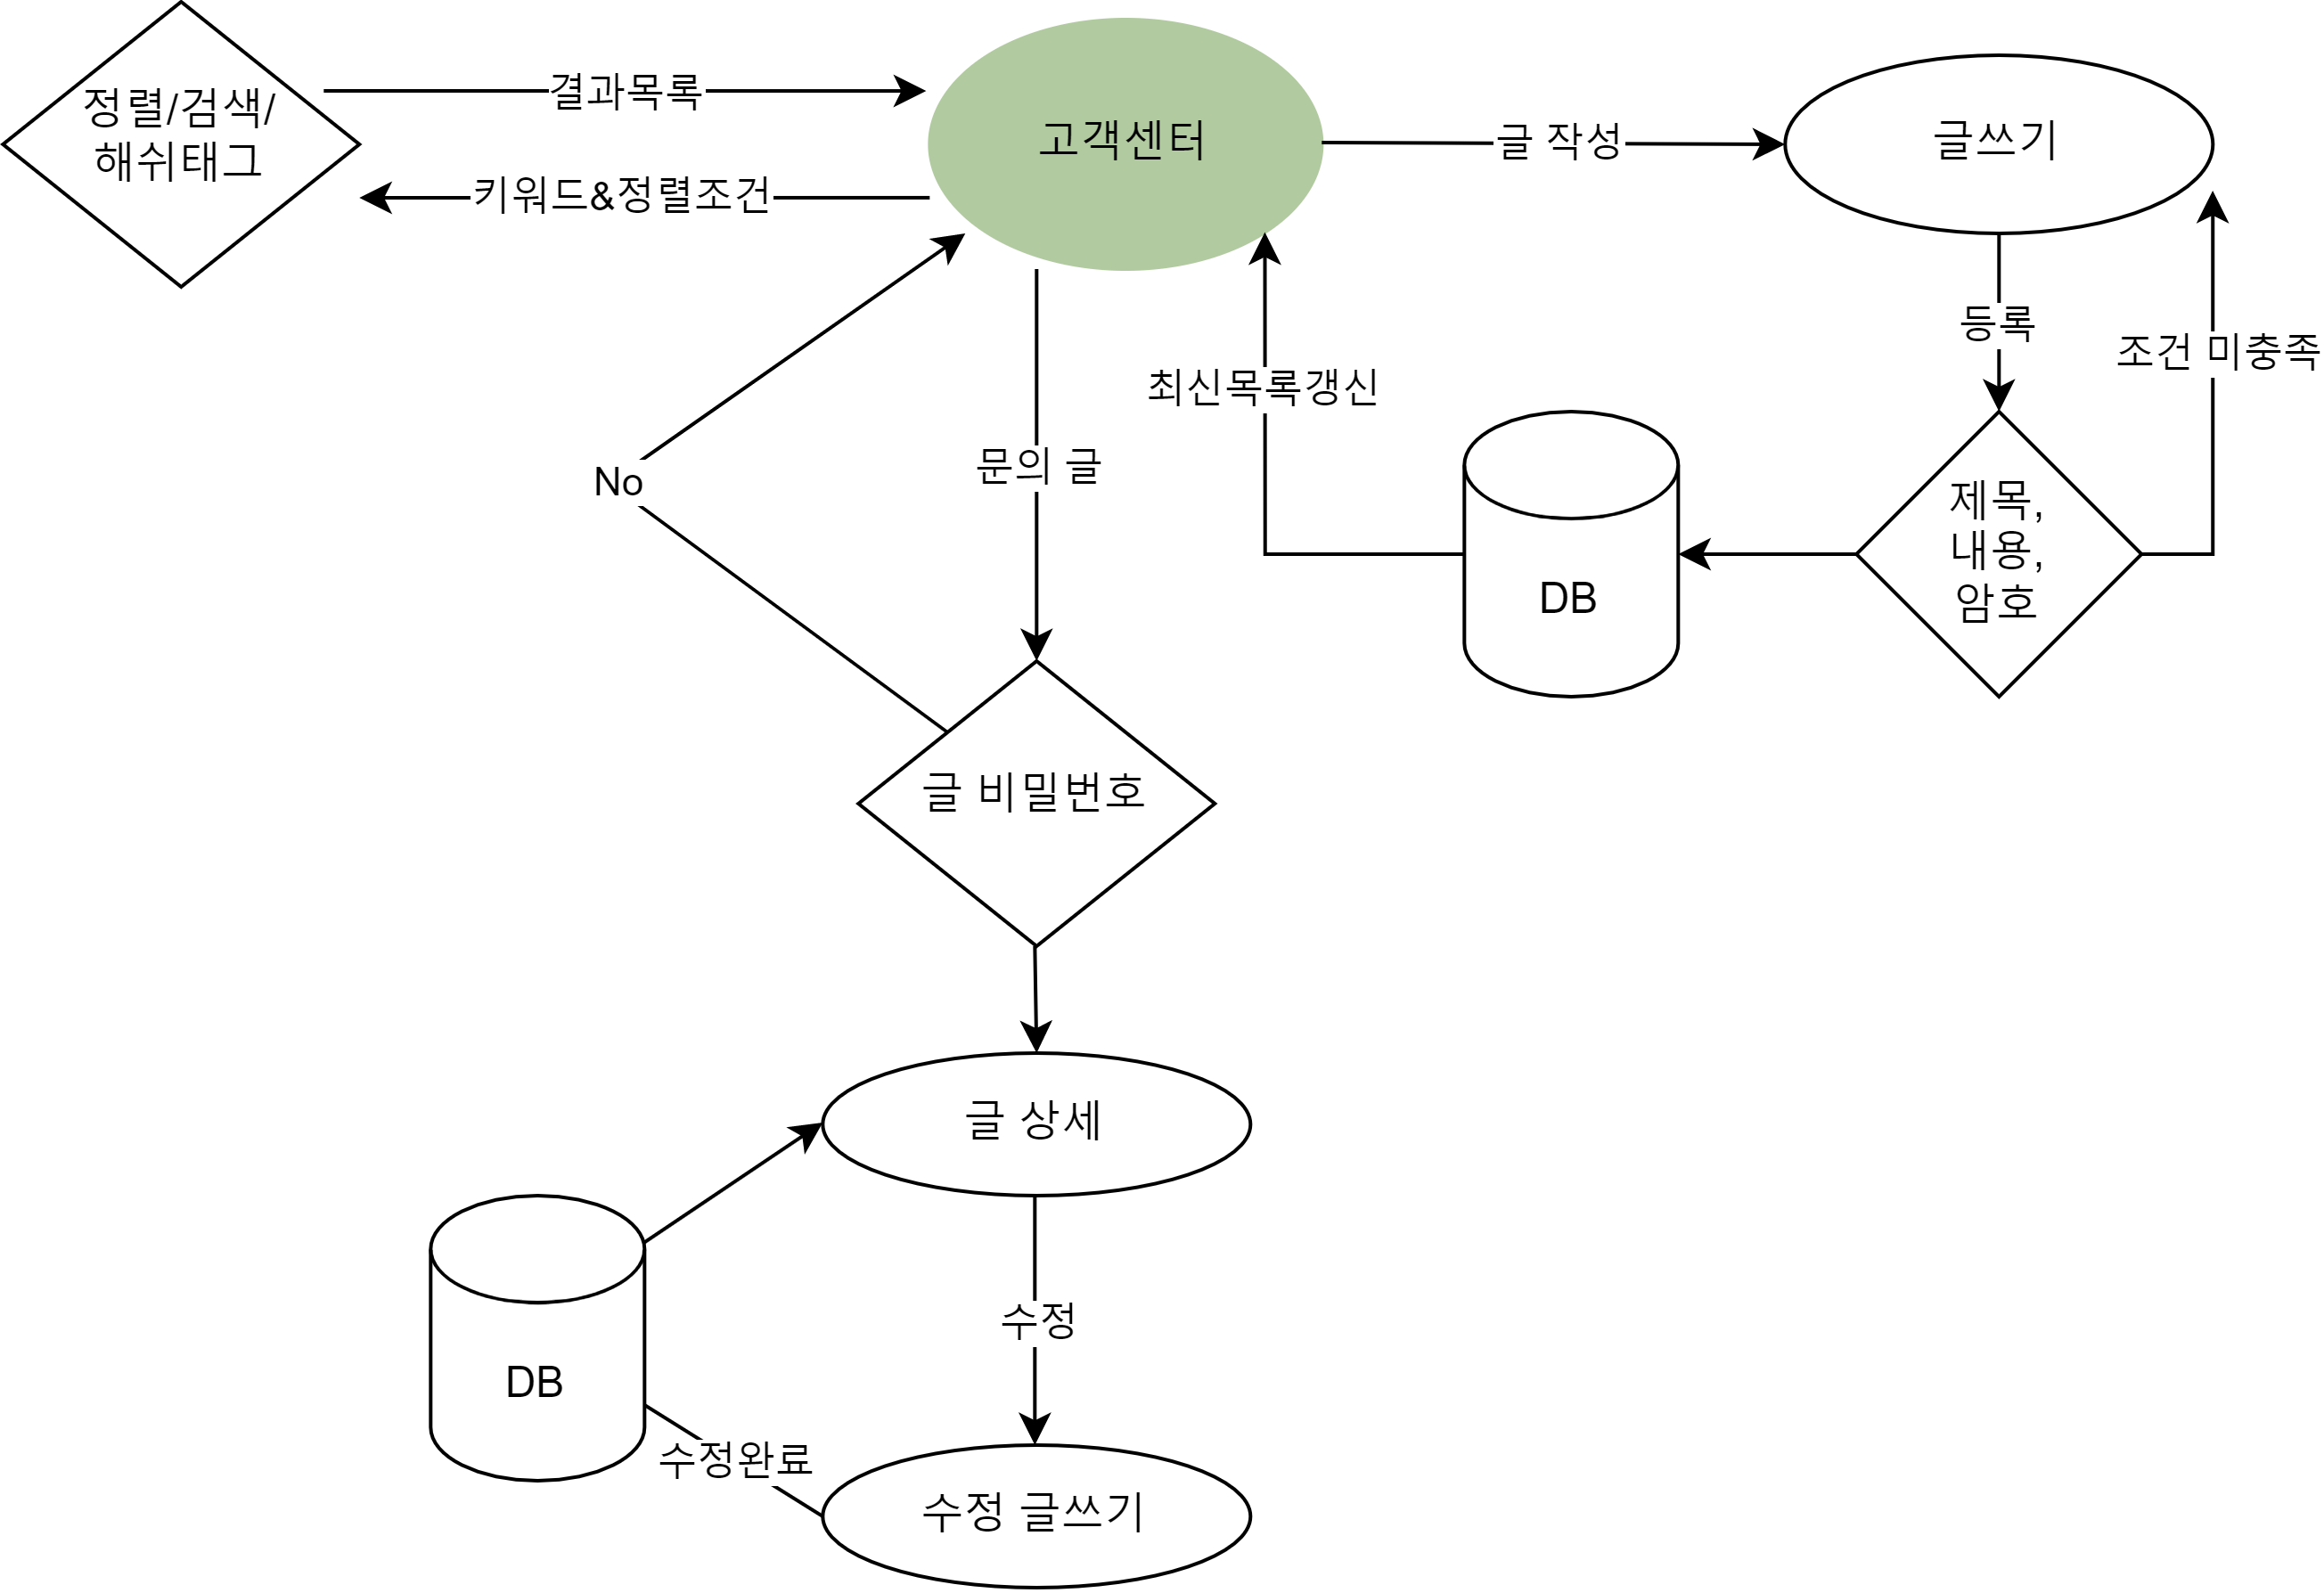 정렬/검색/
해쉬태그
결과목록
키워드&정렬조건
고객센터
글 작성
글쓰기
등록
조건 미충족
최신목록갱신
문의 글
No
제목,
내용,
암호
DB
글 비밀번호
글 상세
수정
DB
수정완료
수정 글쓰기